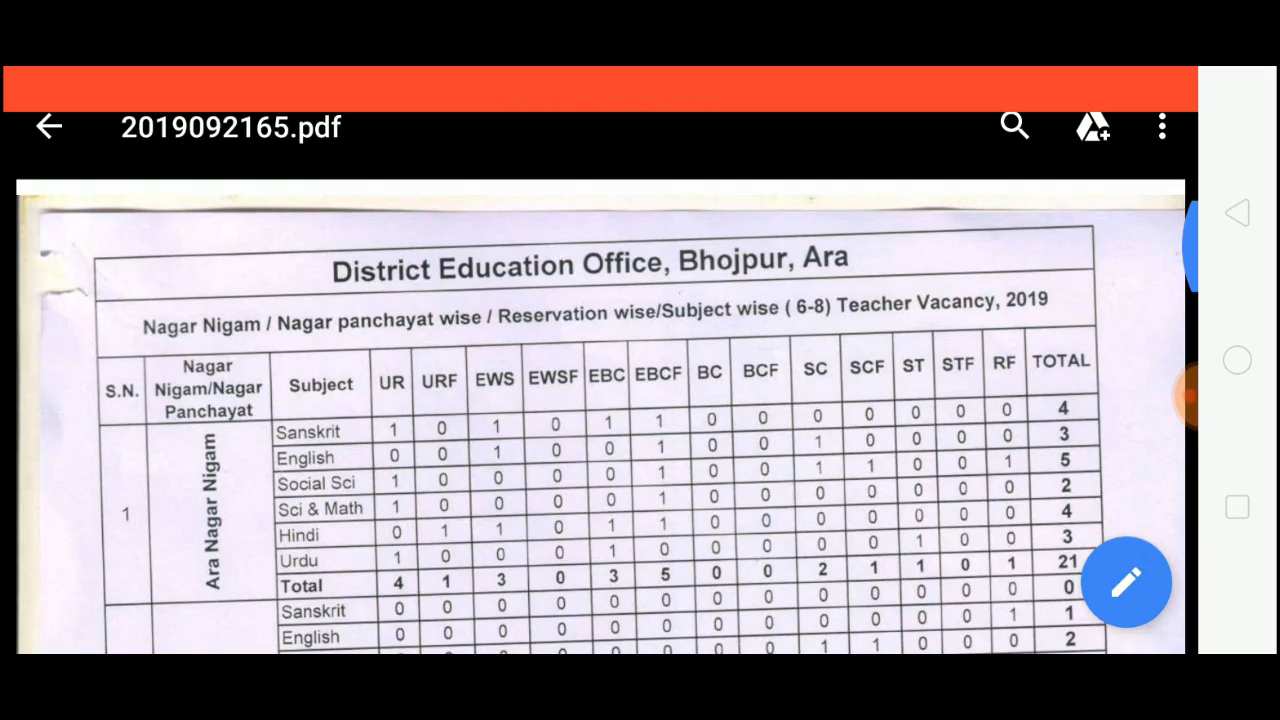 2019092165.pdf
District Education Office, Bhojpur, Ara
Nagar Nigam / Nagar panchayat wise / Reservation wise/Subject wise ( 6-8) Teacher Vacancy, 2019
S.N. Nagar Nigam/Nagar Panchayat Subject UR URF EWS EWSF EBC EBCF BC BCF SC SCF ST STF RF TOTAL
1 Ara Nagar Nigam
Sanskrit 1 0 1 0 1 1 0 0 0 0 0 0 0 4
English 0 0 1 0 0 1 0 0 1 0 0 0 0 3
Social Sci 1 0 0 0 0 1 0 0 1 1 0 0 1 5
Sci & Math 1 0 0 0 0 1 0 0 0 0 0 0 0 2
Hindi 0 1 1 0 1 1 0 0 0 0 0 0 0 4
Urdu 1 0 0 0 1 0 0 0 0 0 1 0 0 3
Total 4 1 3 0 3 5 0 0 2 1 1 0 1 21
Sanskrit 0 0 0 0 0 0 0 0 0 0 0 0 0 0
English 0 0 0 0 0 0 0 0 0 0 0 0 1 1
1 1 0 0 0 2